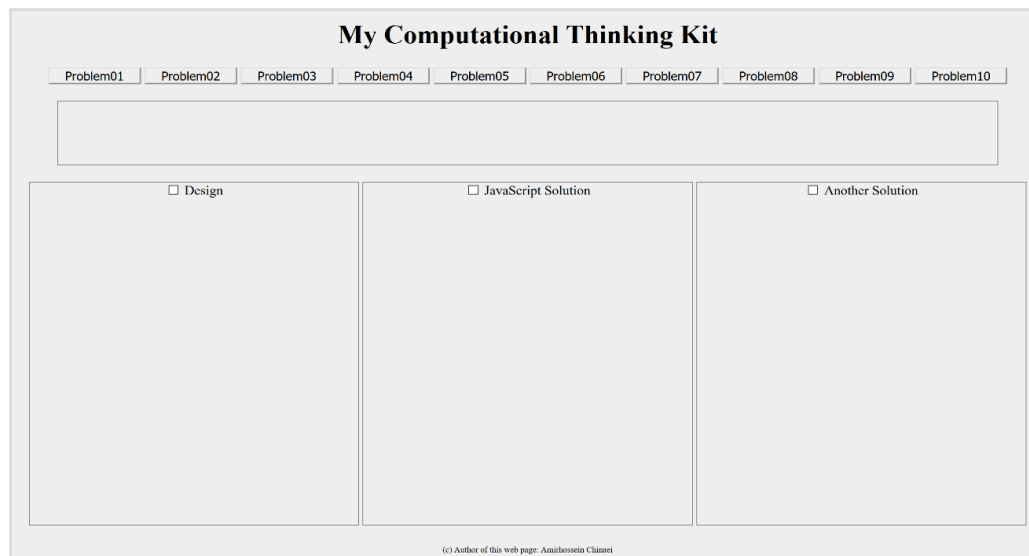 My Computational Thinking Kit
Problem01 Problem02 Problem03 Problem04 Problem05 Problem06 Problem07 Problem08 Problem09 Problem10
Design JavaScript Solution Another Solution
(c) Author of this web page: Amirhossein Chinaei